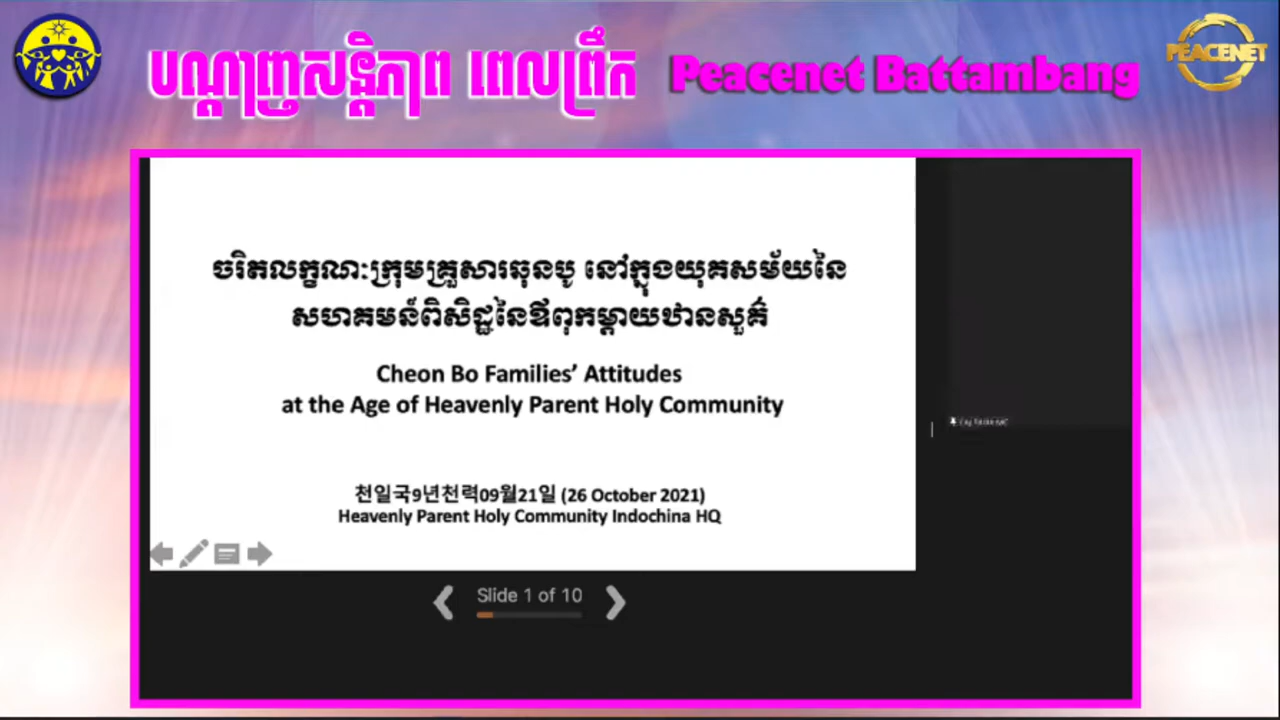 បណ្ដាញសន្តិភាព ពេលព្រឹក Peacenet Battambang
PEACENET
ចរិតលក្ខណៈក្រុមគ្រួសារឆុនបូ នៅក្នុងយុគសម័យនៃ
សហគមន៍ពិសិដ្ឋនៃឪពុកម្តាយឋានសួគ៌
Cheon Bo Families’ Attitudes
at the Age of Heavenly Parent Holy Community
천일국9년천력09월21일 (26 October 2021)
Heavenly Parent Holy Community Indochina HQ
Slide 1 of 10